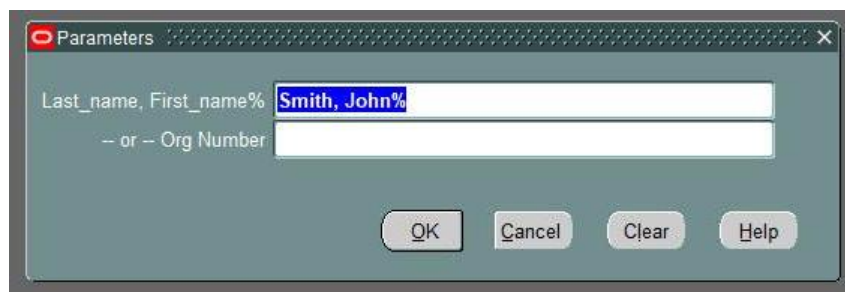 Parameters
Last_name, First_name% Smith, John%
-- or -- Org Number
OK Cancel Clear Help